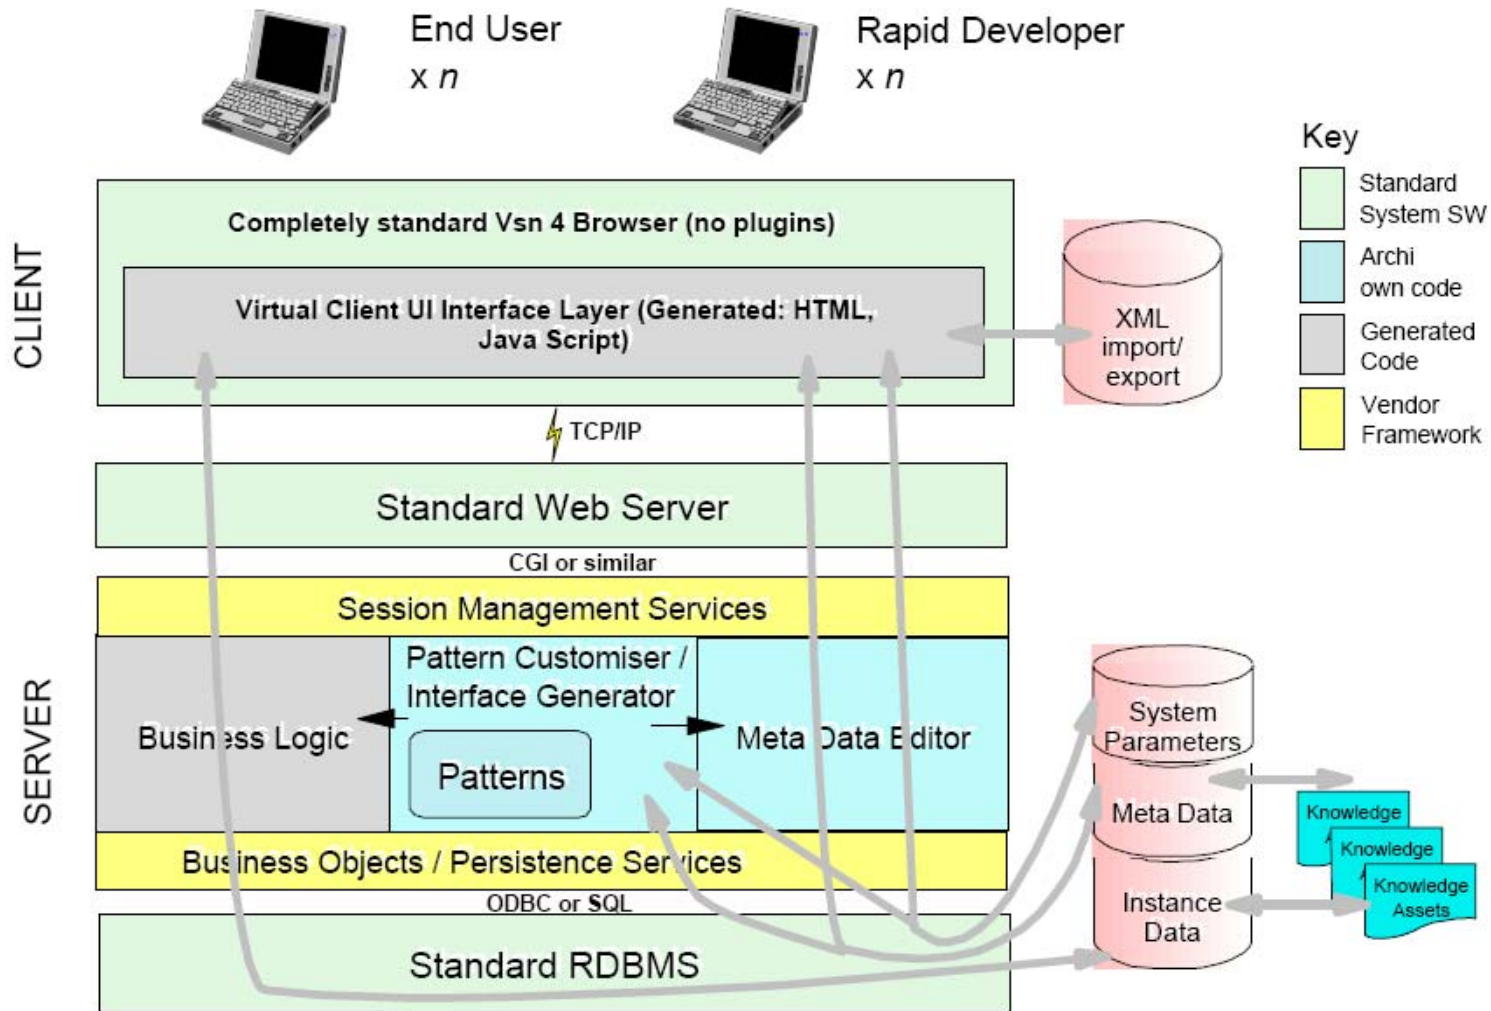 End User
x n
Rapid Developer
x n
Key
Standard
System SW
Archi
own code
Generated
Code
Vendor
Framework
CLIENT
Completely standard Vsn 4 Browser (no plugins)
Virtual Client UI Interface Layer (Generated: HTML,
Java Script)
XML
import/
export
TCP/IP
Standard Web Server
CGI or similar
SERVER
Session Management Services
Business Logic
Pattern Customiser /
Interface Generator
Patterns
Meta Data Editor
Business Objects / Persistence Services
ODBC or SQL
Standard RDBMS
System
Parameters
Meta Data
Instance
Data
Knowledge
Knowledge
Knowledge
Assets